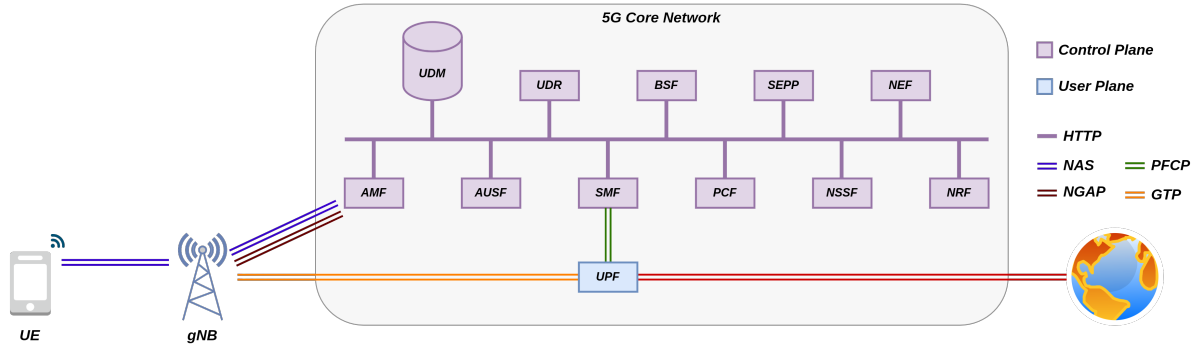 5G Core Network
UDM
UDR
BSF
SEPP
NEF
AMF
AUSF
SMF
PCF
NSSF
NRF
UPF
UE
gNB
Control Plane
User Plane
HTTP
NAS
PFCP
NGAP
GTP